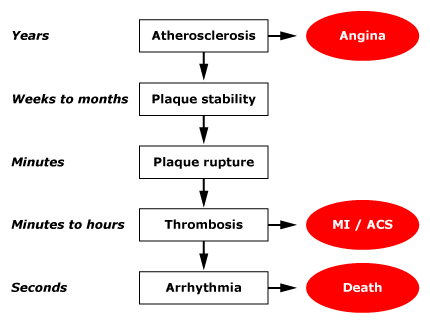 Years
Atherosclerosis
Angina
Weeks to months
Plaque stability
Minutes
Plaque rupture
Minutes to hours
Thrombosis
MI / ACS
Seconds
Arrhythmia
Death